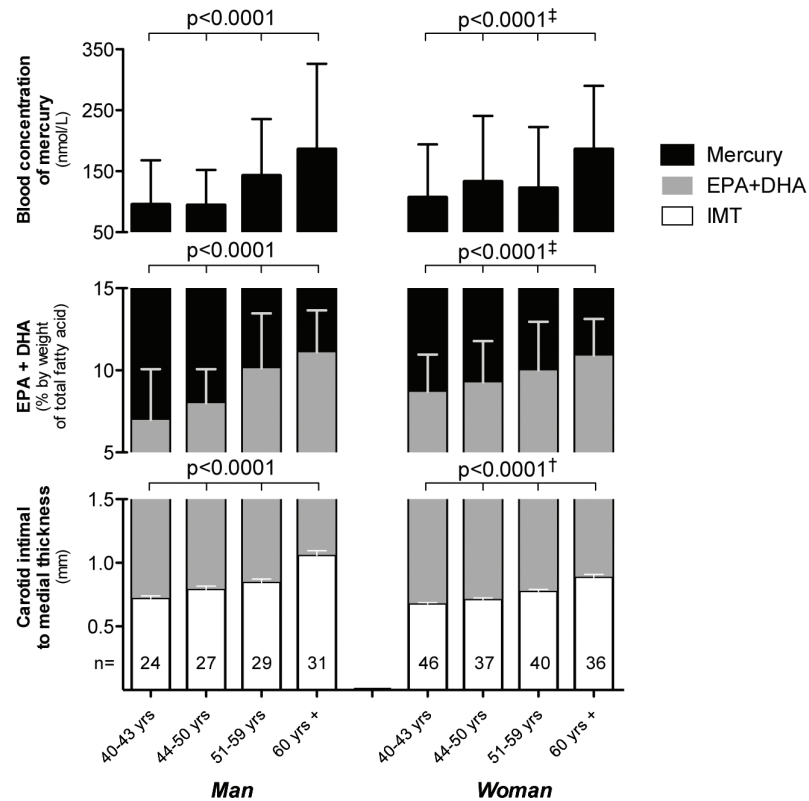 p<0.0001
p<0.0001‡
Blood concentration
of mercury
(nmol/L)
350
250
150
50
Mercury
EPA+DHA
IMT
p<0.0001
p<0.0001‡
EPA + DHA
(% by weight
of total fatty acid)
15
10
5
p<0.0001
p<0.0001†
Carotid intimal
to medial thickness
(mm)
1.5
1.0
0.5
n= 24 27 29 31 46 37 40 36
40-43 yrs 44-50 yrs 51-59 yrs 60 yrs + 40-43 yrs 44-50 yrs 51-59 yrs 60 yrs +
Man Woman